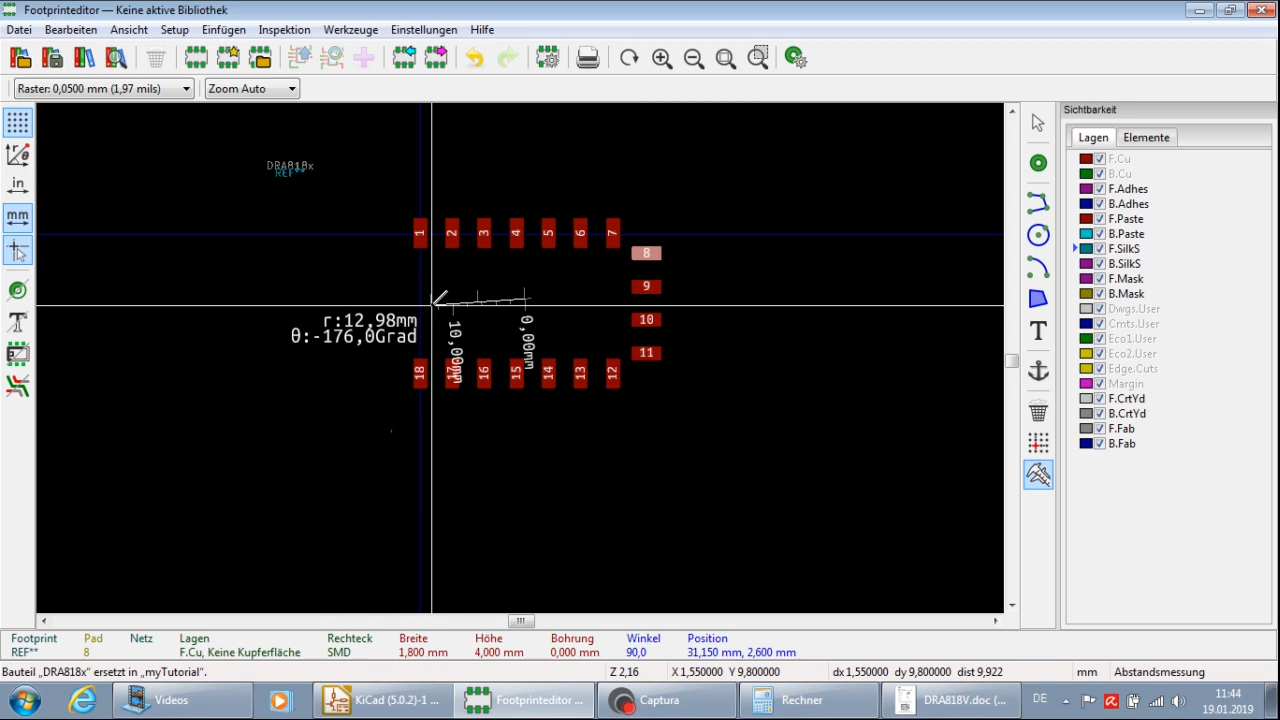 Footprinteditor — Keine aktive Bibliothek
Datei Bearbeiten Ansicht Setup Einfügen Inspektion Werkzeuge Einstellungen Hilfe
Raster: 0,0500 mm (1,97 mils) Zoom Auto
in
mm
Sichtbarkeit
Lagen Elemente
F.Cu
B.Cu
F.Adhes
B.Adhes
F.Paste
B.Paste
F.SilkS
B.SilkS
F.Mask
B.Mask
Dwgs.User
Cmts.User
Eco1.User
Eco2.User
Edge.Cuts
Margin
F.CrtYd
B.CrtYd
F.Fab
B.Fab
DRA818x
REF**
1 2 3 4 5 6 7
8
9
10
11
r:12,98mm
θ:-176,0Grad
10,00mm
0,00mm
18 17 16 15 14 13 12
Footprint Pad Netz Lagen Rechteck Breite Höhe Bohrung Winkel Position
REF** 8 F.Cu, Keine Kupferfläche SMD 1,800 mm 4,000 mm 0,000 mm 90,0 31,150 mm, 2,600 mm
Bauteil „DRA818x“ ersetzt in „myTutorial“. Z 2,16 X 1,550000 Y 9,800000 dx 1,550000 dy 9,800000 dist 9,922 mm Abstandsmessung
Videos KiCad (5.0.2)-1 ... Footprinteditor ... Captura Rechner DRA818V.doc (... DE 11:44
19.01.2019